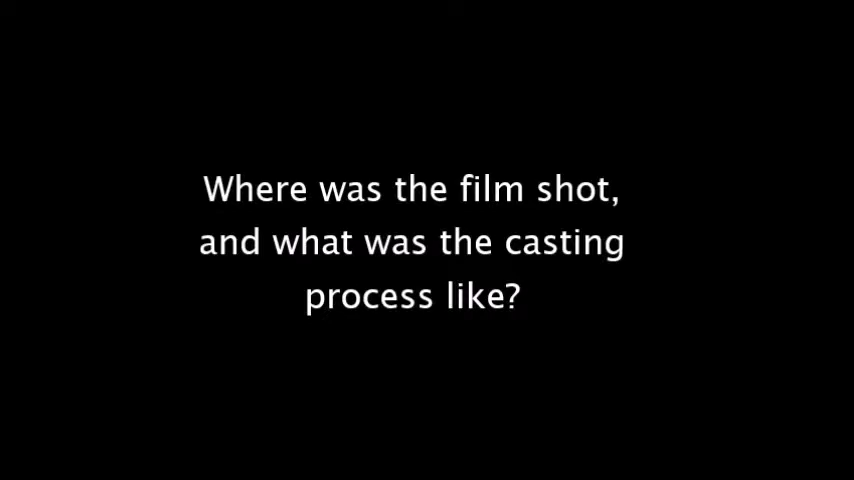 Where was the film shot,
and what was the casting
process like?